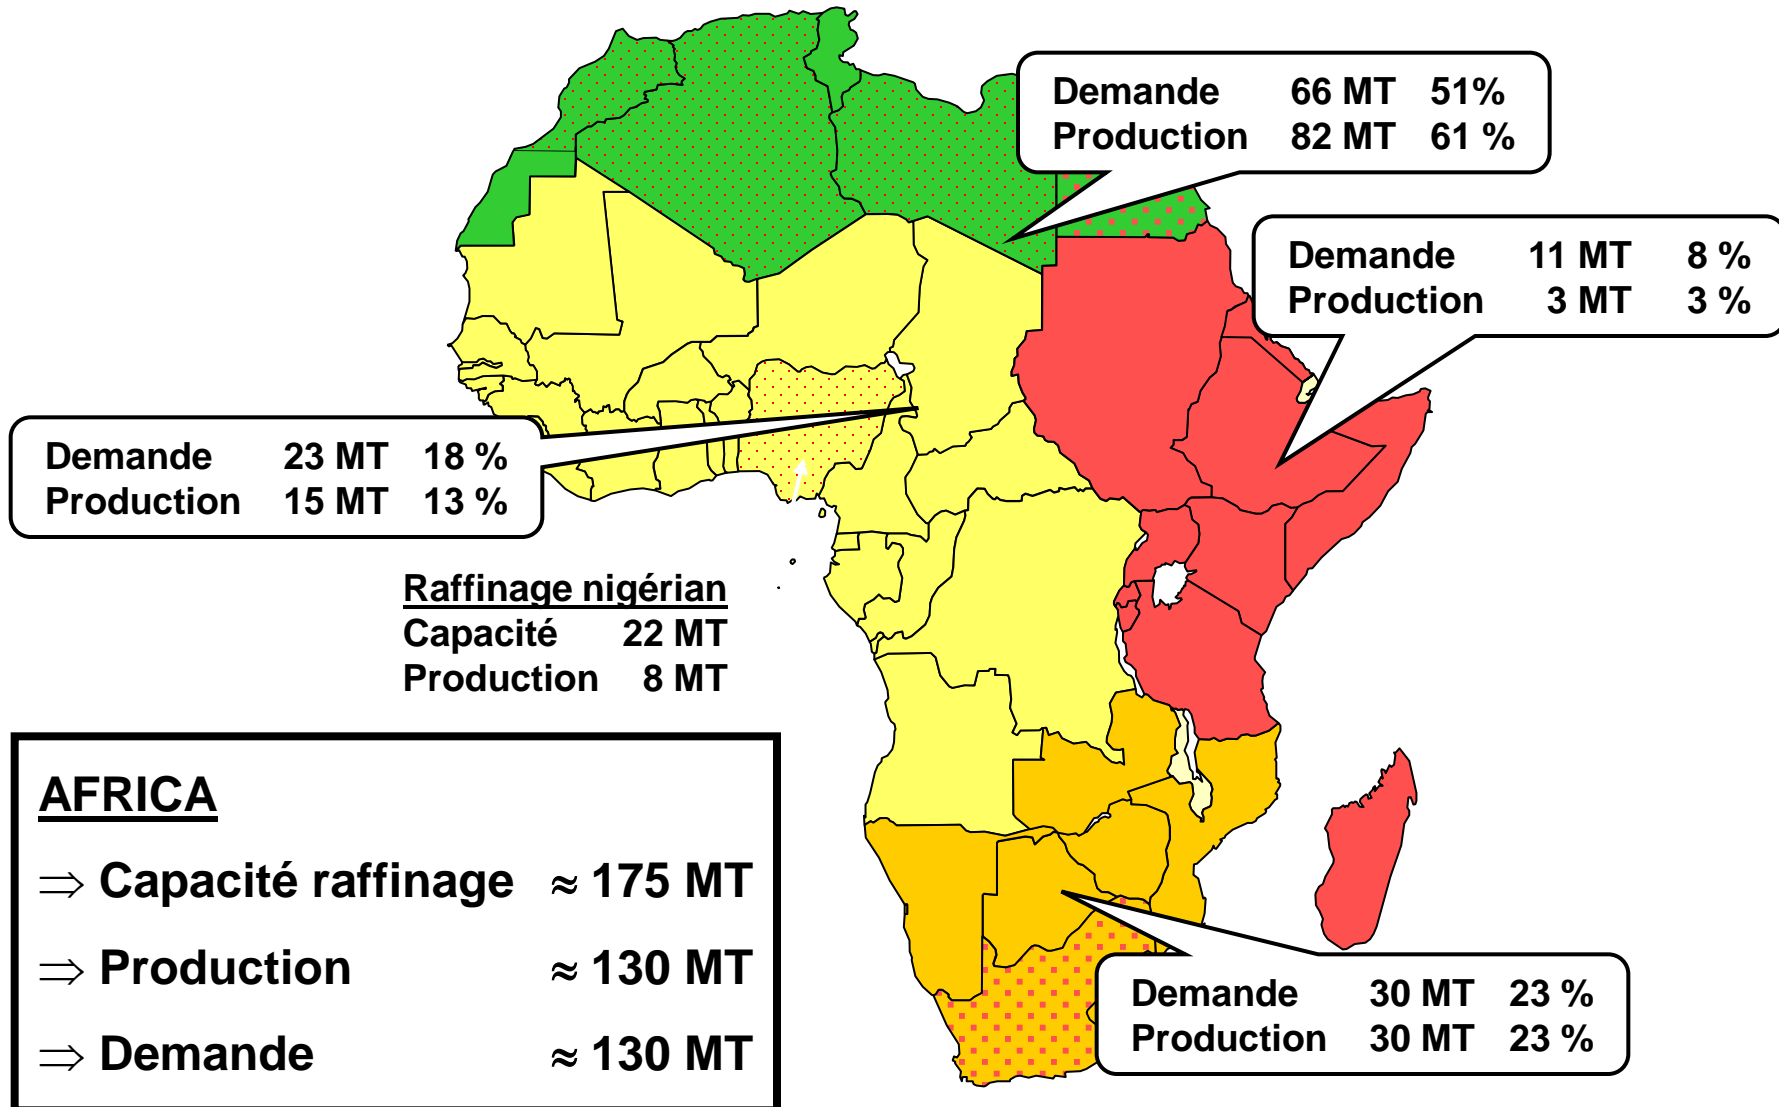 Demande 66 MT 51%
Production 82 MT 61 %
Demande 11 MT 8 %
Production 3 MT 3 %
Demande 23 MT 18 %
Production 15 MT 13 %
Raffinage nigérian
Capacité 22 MT
Production 8 MT
AFRICA
⇒ Capacité raffinage ≈ 175 MT
⇒ Production ≈ 130 MT
⇒ Demande ≈ 130 MT
Demande 30 MT 23 %
Production 30 MT 23 %